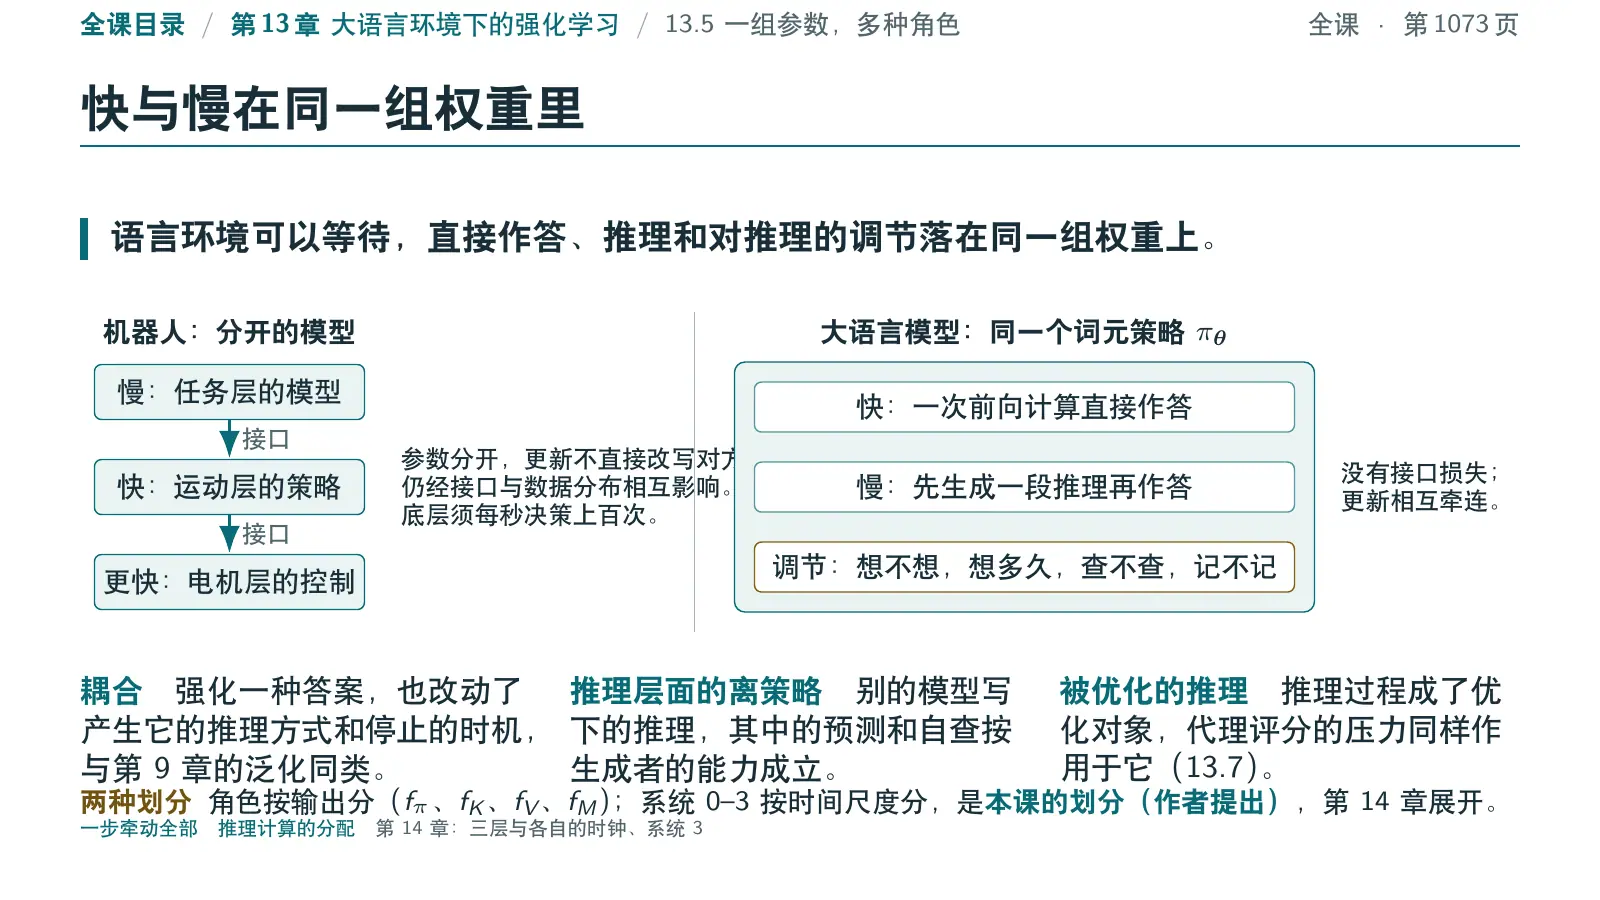 全课目录 / 第13章 大语言环境下的强化学习 / 13.5 一组参数，多种角色
全课 · 第1073页
快与慢在同一组权重里
语言环境可以等待，直接作答、推理和对推理的调节落在同一组权重上。
机器人：分开的模型
慢：任务层的模型
接口
快：运动层的策略
接口
更快：电机层的控制
参数分开，更新不直接改写对方
仍经接口与数据分布相互影响。
底层须每秒决策上百次。
大语言模型：同一个词元策略 πθ
快：一次前向计算直接作答
慢：先生成一段推理再作答
调节：想不想，想多久，查不查，记不记
没有接口损失；
更新相互牵连。
耦合 强化一种答案，也改动了
产生它的推理方式和停止的时机，
与第 9 章的泛化同类。
推理层面的离策略 别的模型写
下的推理，其中的预测和自查按
生成者的能力成立。
被优化的推理 推理过程成了优
化对象，代理评分的压力同样作
用于它（13.7）。
两种划分 角色按输出分（fπ、fK、fV、fM）；系统 0–3 按时间尺度分，是本课的划分（作者提出），第 14 章展开。
一步牵动全部 推理计算的分配 第 14 章：三层与各自的时钟、系统 3